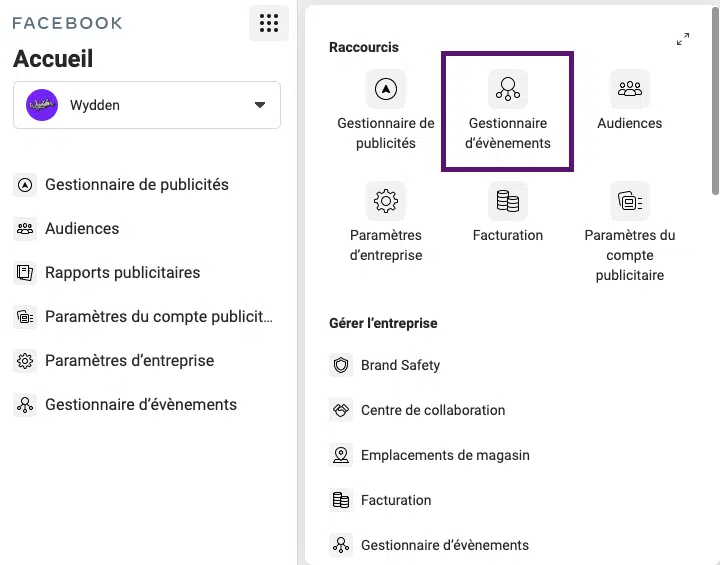 FACEBOOK
Accueil
Wydden
Gestionnaire de publicités
Audiences
Rapports publicitaires
Paramètres du compte publicit...
Paramètres d'entreprise
Gestionnaire d'évènements
Raccourcis
Gestionnaire de
publicités
Gestionnaire
d'évènements
Audiences
Paramètres
d'entreprise
Facturation
Paramètres du
compte
publicitaire
Gérer l'entreprise
Brand Safety
Centre de collaboration
Emplacements de magasin
Facturation
Gestionnaire d'évènements